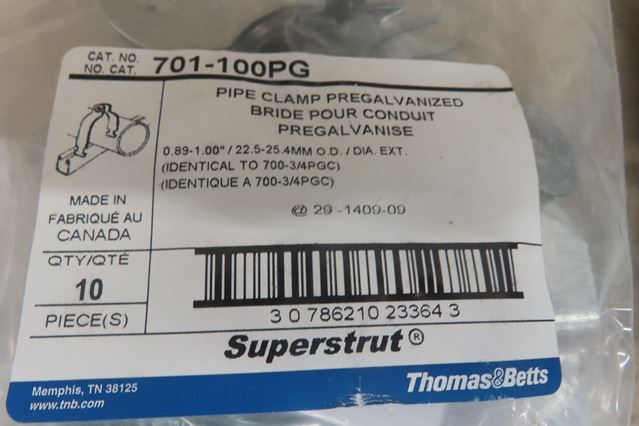 CAT. NO.
NO. CAT.
701-100PG
PIPE CLAMP PREGALVANIZED
BRIDE POUR CONDUIT
PREGALVANISE
0.89-1.00" / 22.5-25.4MM O.D. / DIA. EXT.
(IDENTICAL TO 700-3/4PGC)
(IDENTIQUE A 700-3/4PGC)
@ 29-1409-09
MADE IN
FABRIQUÉ AU
CANADA
QTY/QTÉ
10
PIECE(S)
3 0 786210 23364 3
Superstrut®
Memphis, TN 38125
www.tnb.com
Thomas&Betts